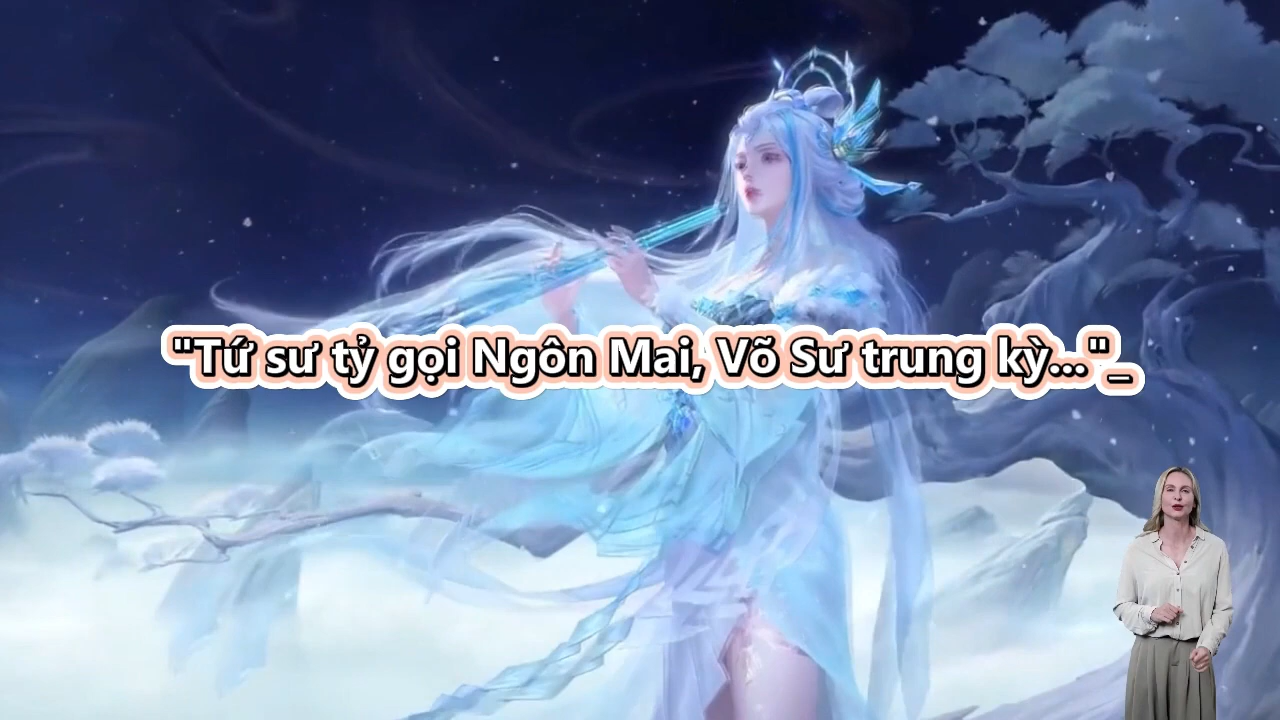 "Tứ sư tỷ gọi Ngôn Mai, Võ Sư trung kỳ..."_